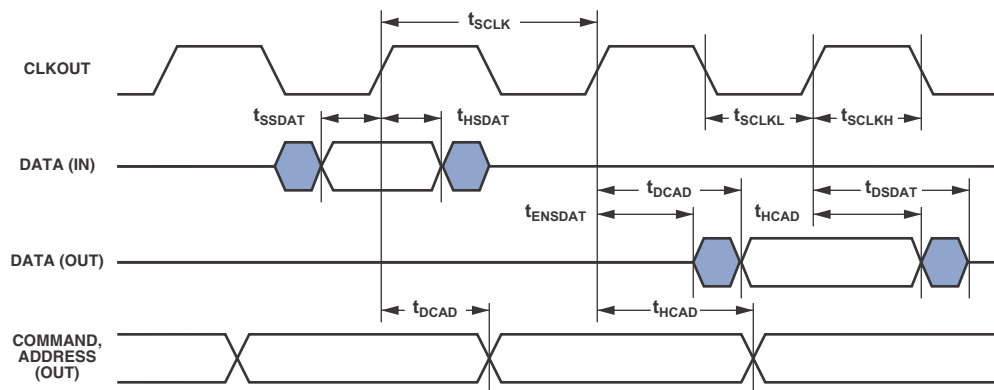 tSCLK
CLKOUT
tSSDAT
tHSDAT
tSCLKL
tSCLKH
DATA (IN)
tDCAD
tDSDAT
tENSDAT
tHCAD
DATA (OUT)
tDCAD
tHCAD
COMMAND,
ADDRESS
(OUT)